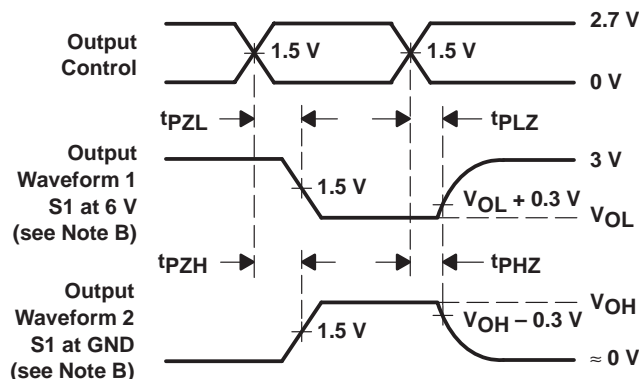 2.7 V
Output
Control
1.5 V
1.5 V
0 V
tPZL
tPLZ
Output
Waveform 1
S1 at 6 V
(see Note B)
3 V
1.5 V
VOL + 0.3 V
VOL
tPZH
tPHZ
Output
Waveform 2
S1 at GND
(see Note B)
VOH
1.5 V
VOH – 0.3 V
≈ 0 V